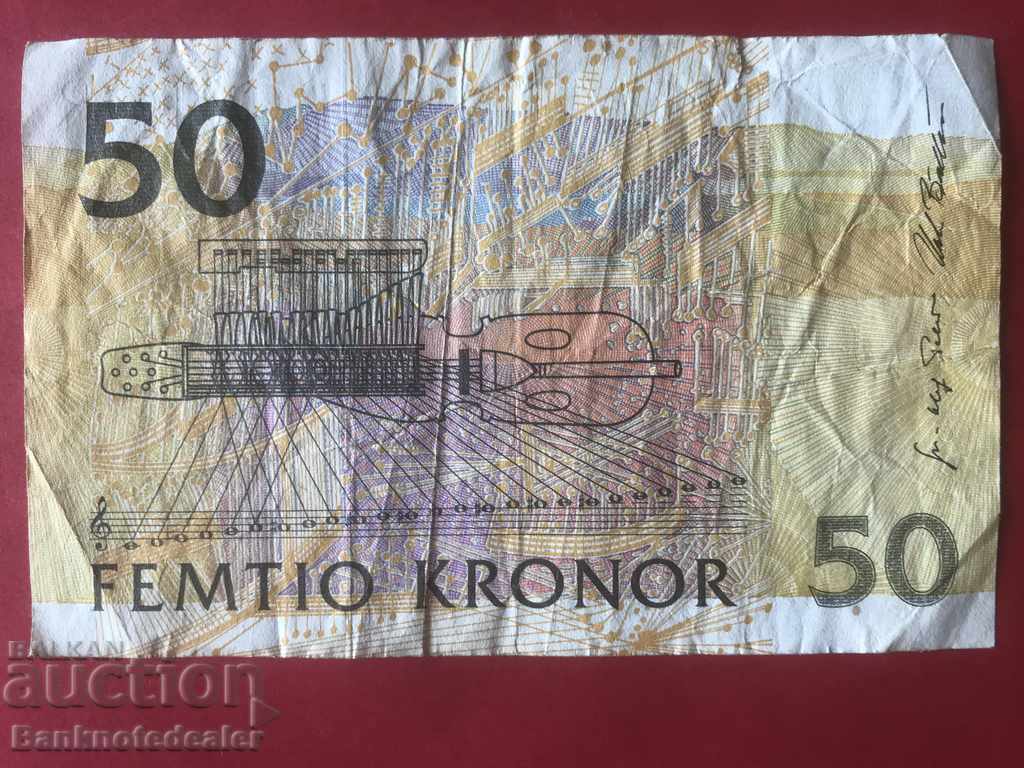 50
FEMTIO KRONOR
50
BALKAN
auction
Banknotedealer